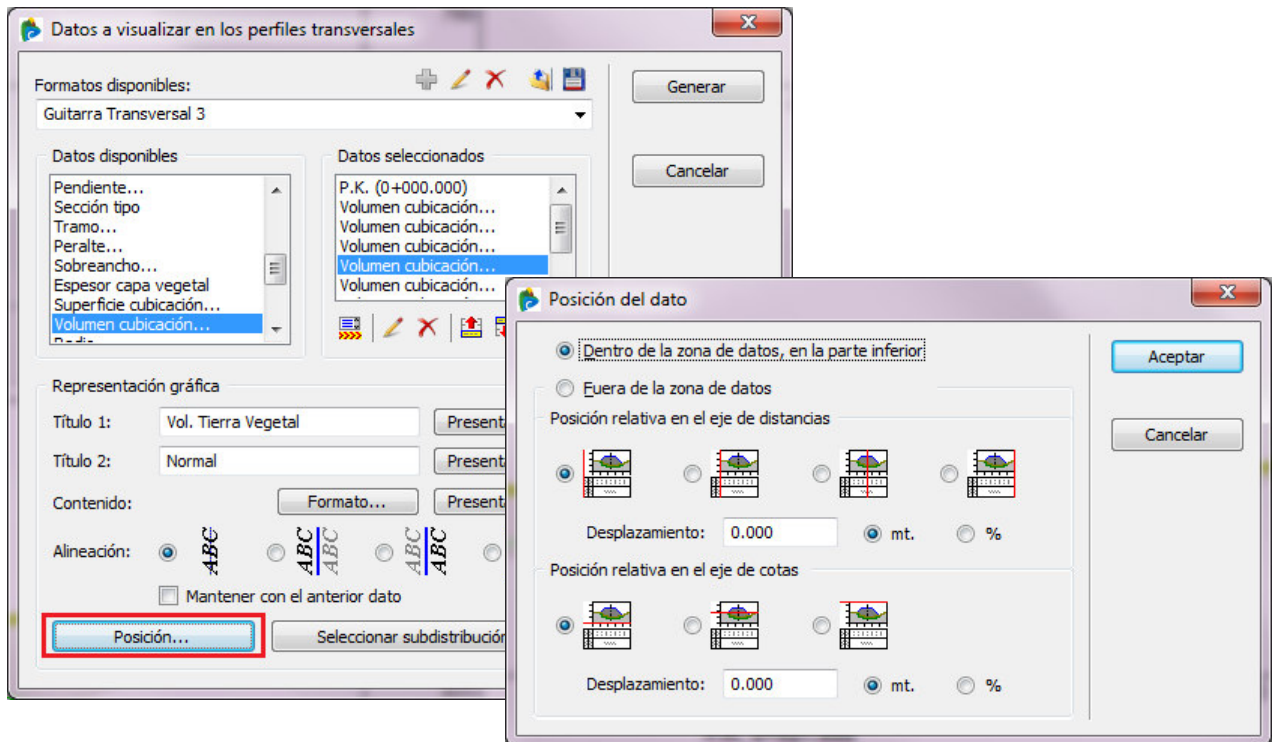 Datos a visualizar en los perfiles transversales
Formatos disponibles:
Generar
Guitarra Transversal 3
Datos disponibles
Datos seleccionados
Cancelar
Pendiente...
Sección tipo
Tramo...
Peralte...
Sobreancho...
Espesor capa vegetal
Superficie cubicación...
Volumen cubicación...
P.K. (0+000.000)
Volumen cubicación...
Volumen cubicación...
Volumen cubicación...
Volumen cubicación...
Volumen cubicación...
Representación gráfica
Título 1: Vol. Tierra Vegetal Present
Título 2: Normal Present
Contenido: Formato... Present
Alineación: ABC ABC ABC ABC ABC
Mantener con el anterior dato
Posición... Seleccionar subdistribución
Posición del dato
Dentro de la zona de datos, en la parte inferior
Aceptar
Fuera de la zona de datos
Posición relativa en el eje de distancias
Cancelar
Desplazamiento: 0.000 mt. %
Posición relativa en el eje de cotas
Desplazamiento: 0.000 mt. %